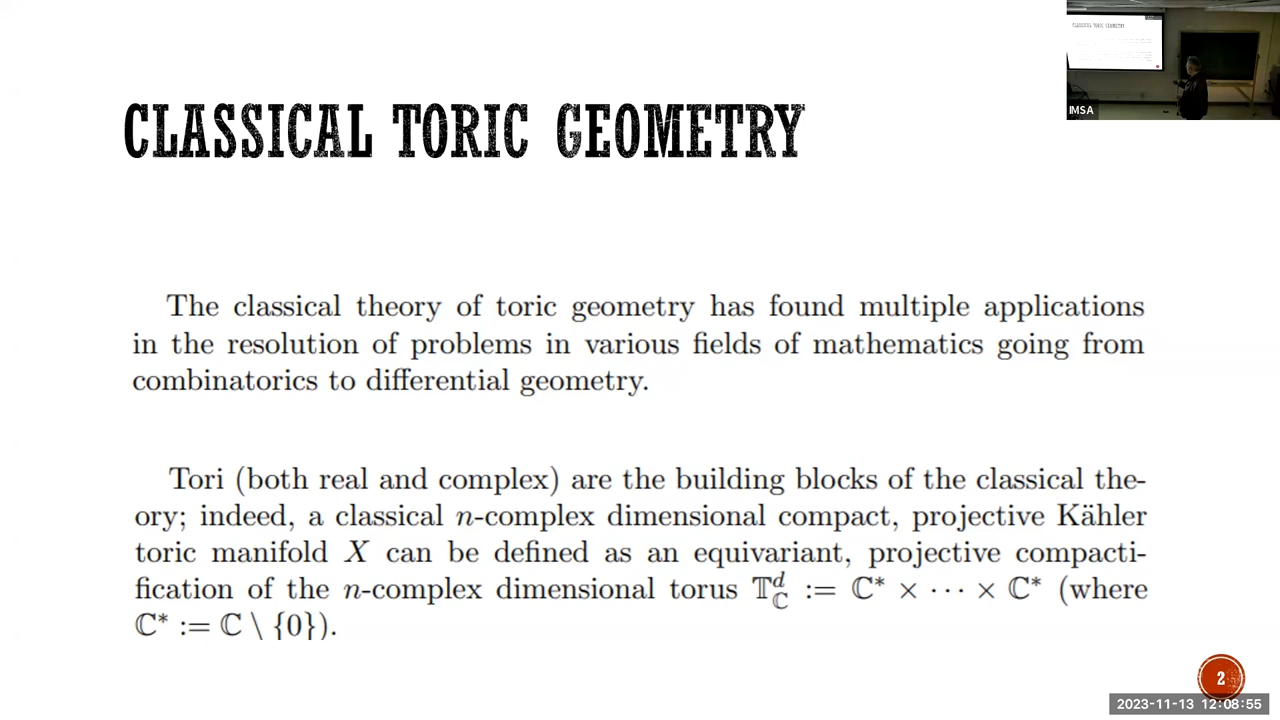 CLASSICAL TORIC GEOMETRY
CLASSICAL TORIC GEOMETRY
IMSA
The classical theory of toric geometry has found multiple applications
in the resolution of problems in various fields of mathematics going from
combinatorics to differential geometry.
Tori (both real and complex) are the building blocks of the classical the-
ory; indeed, a classical n-complex dimensional compact, projective Kähler
toric manifold X can be defined as an equivariant, projective compacti-
fication of the n-complex dimensional torus 𝕋^d_ℂ := ℂ* × ⋯ × ℂ* (where
ℂ* := ℂ \ {0}).
2
2023-11-13 12:08:55